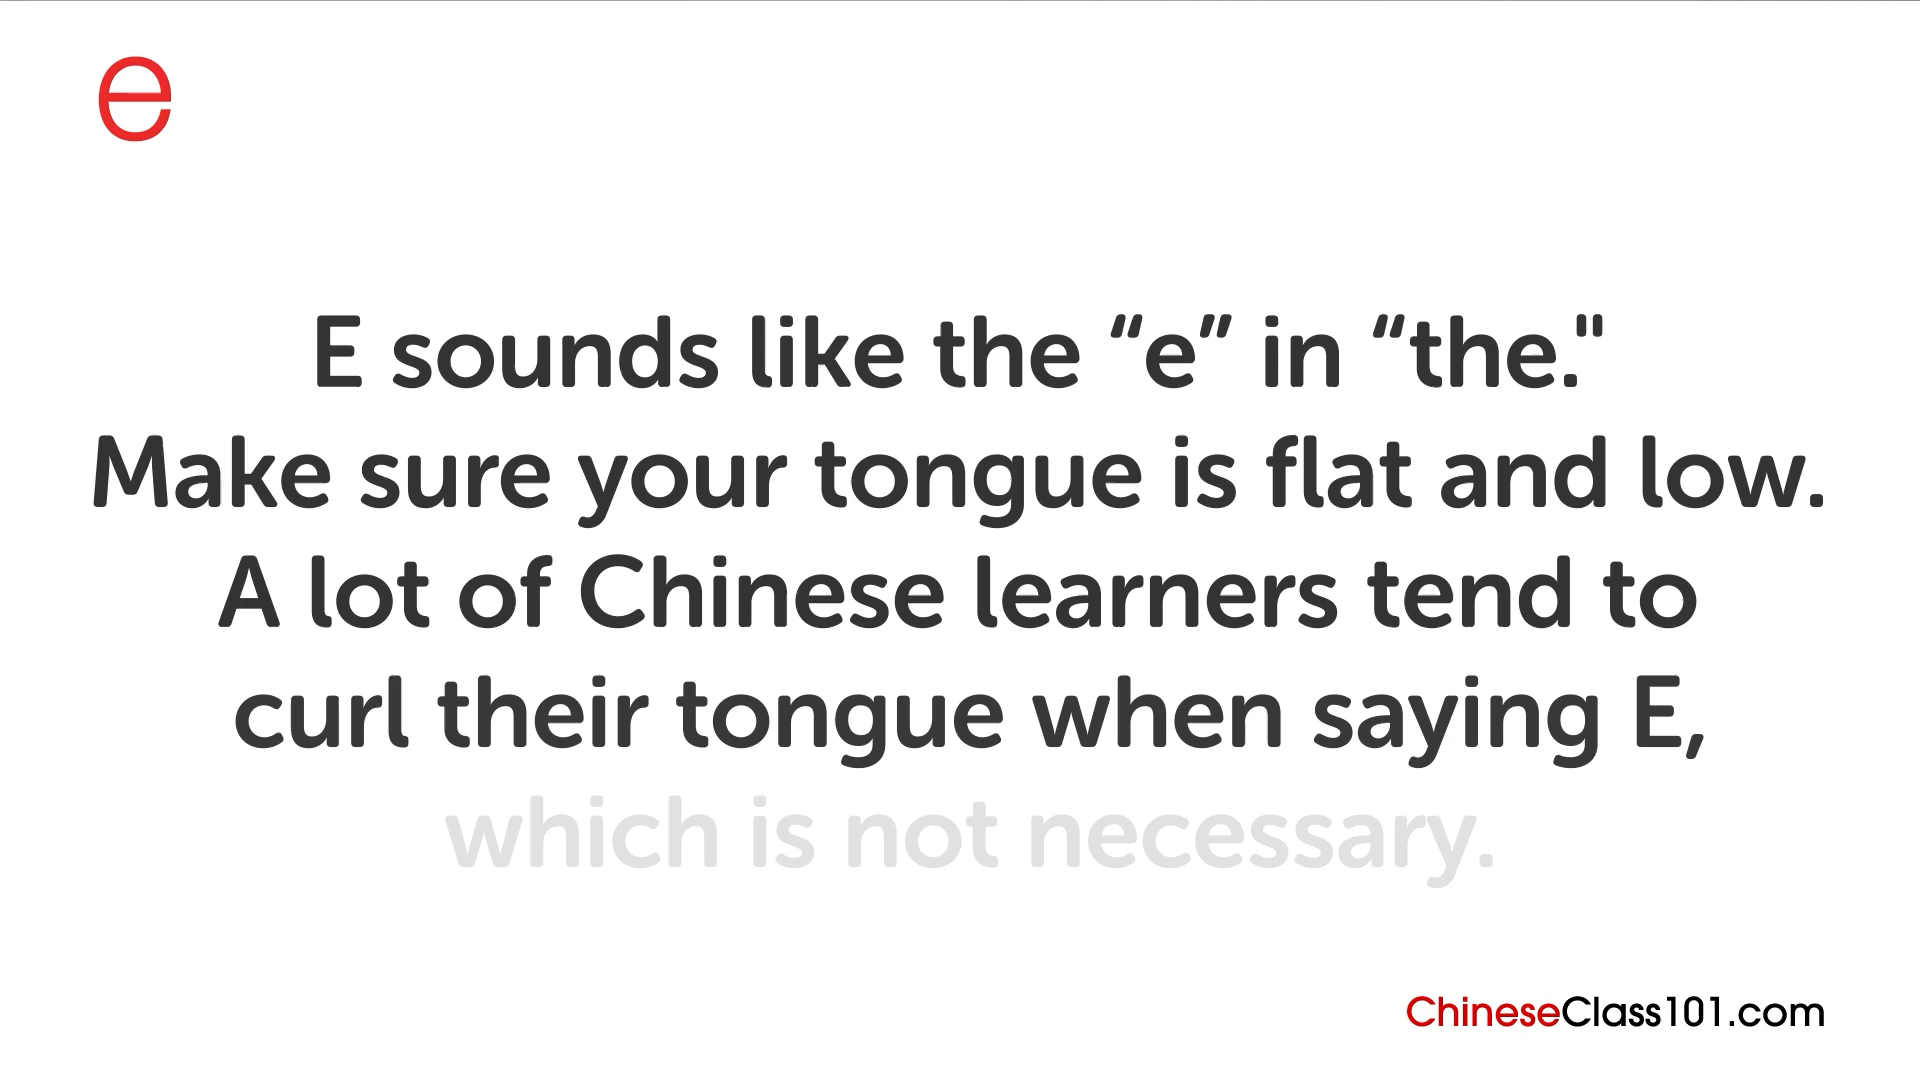 e
E sounds like the “e” in “the."
Make sure your tongue is flat and low.
A lot of Chinese learners tend to
curl their tongue when saying E,
which is not necessary.
ChineseClass101.com